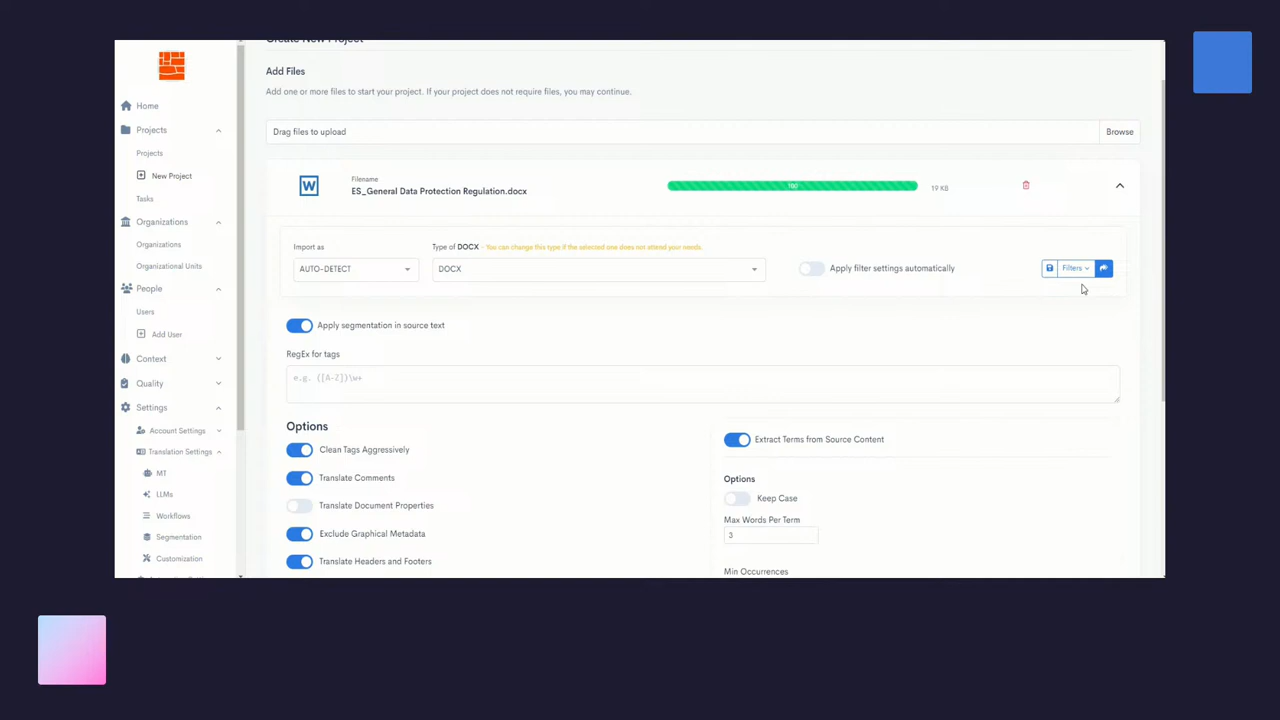 Create New Project
Add Files
Add one or more files to start your project. If your project does not require files, you may continue.
Drag files to upload
Browse
Home
Projects
Projects
New Project
Tasks
Organizations
Organizations
Organizational Units
People
Users
Add User
Context
Quality
Settings
Account Settings
Translation Settings
MT
LLMs
Workflows
Segmentation
Customization
W
Filename
ES_General Data Protection Regulation.docx
100
19 KB
Import as
AUTO-DETECT
Type of DOCX - You can change this type if the selected one does not attend your needs.
DOCX
Apply filter settings automatically
Filters
Apply segmentation in source text
RegEx for tags
e.g. ([A-Z])\w+
Options
Clean Tags Aggressively
Translate Comments
Translate Document Properties
Exclude Graphical Metadata
Translate Headers and Footers
Extract Terms from Source Content
Options
Keep Case
Max Words Per Term
3
Min Occurrences